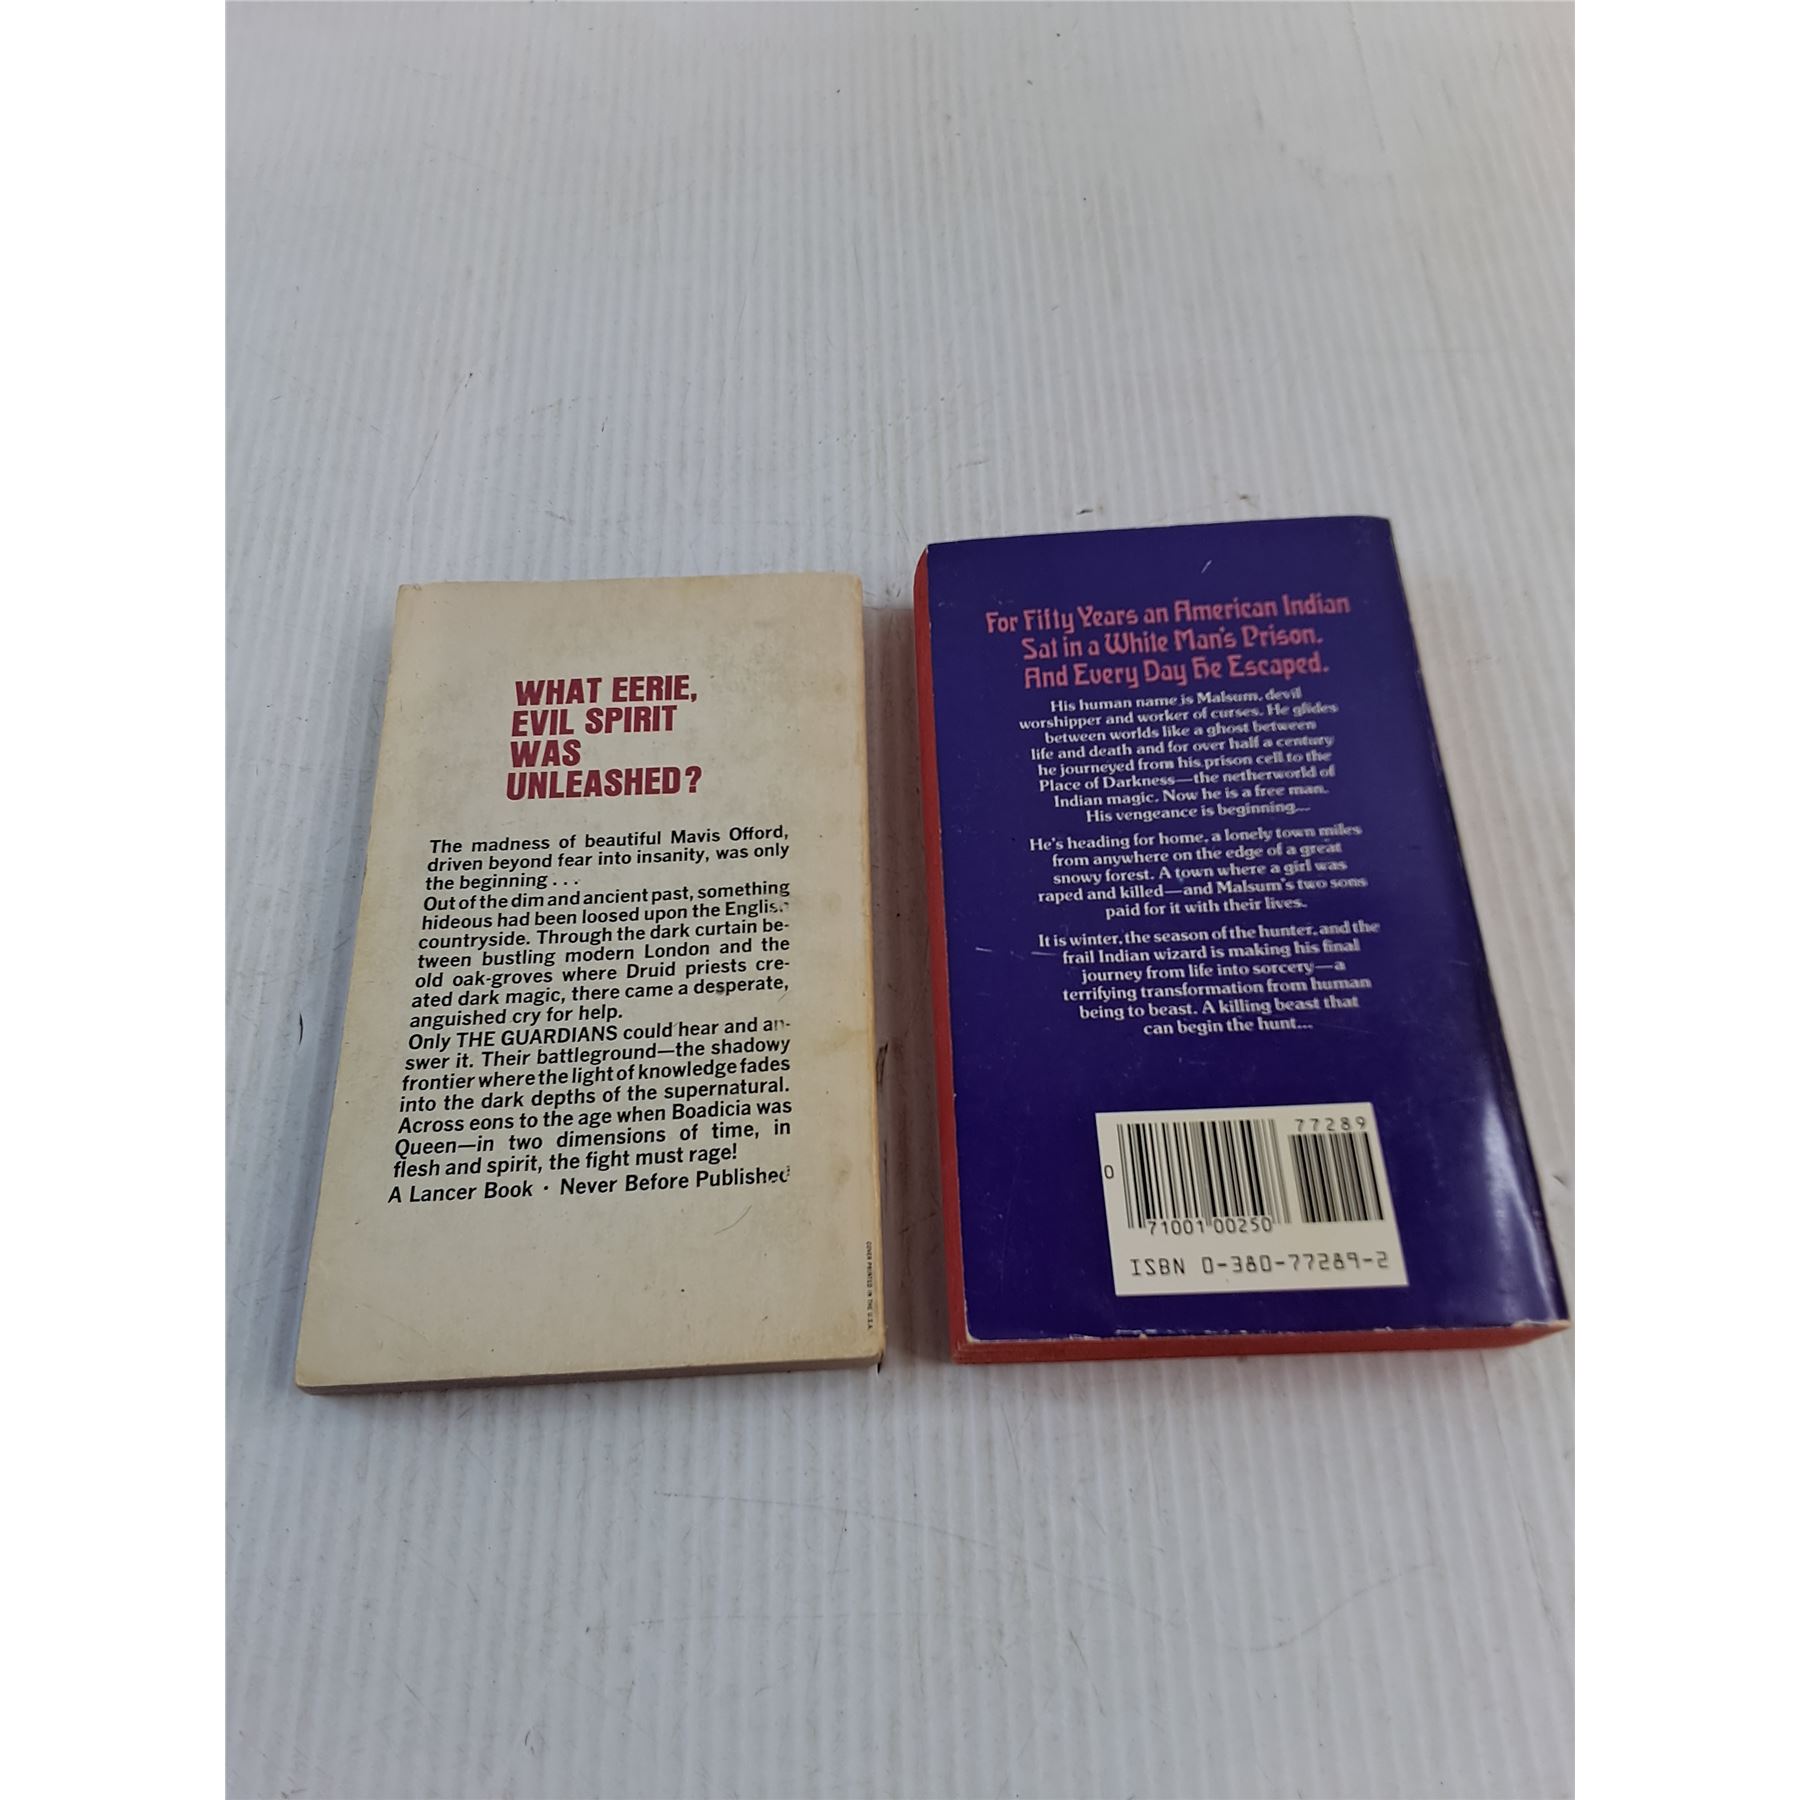 WHAT EERIE,
EVIL SPIRIT
WAS
UNLEASHED?
The madness of beautiful Mavis Offord,
driven beyond fear into insanity, was only
the beginning . . .
Out of the dim and ancient past, something
hideous had been loosed upon the English
countryside. Through the dark curtain be-
tween bustling modern London and the
old oak-groves where Druid priests cre-
ated dark magic, there came a desperate,
anguished cry for help.
Only THE GUARDIANS could hear and an-
swer it. Their battleground—the shadowy
frontier where the light of knowledge fades
into the dark depths of the supernatural.
Across eons to the age when Boadicia was
Queen—in two dimensions of time, in
flesh and spirit, the fight must rage!
A Lancer Book · Never Before Published
COVER PRINTED IN THE U.S.A.
For Fifty Years an American Indian
Sat in a White Man's Prison.
And Every Day He Escaped.
His human name is Malsum, devil
worshipper and worker of curses. He glides
between worlds like a ghost between
life and death and for over half a century
he journeyed from his prison cell to the
Place of Darkness—the netherworld of
Indian magic. Now he is a free man.
His vengeance is beginning...
He's heading for home, a lonely town miles
from anywhere on the edge of a great
snowy forest. A town where a girl was
raped and killed—and Malsum's two sons
paid for it with their lives.
It is winter, the season of the hunter, and the
frail Indian wizard is making his final
journey from life into sorcery—a
terrifying transformation from human
being to beast. A killing beast that
can begin the hunt...
77289
0 71001 00250
ISBN 0-380-77289-2